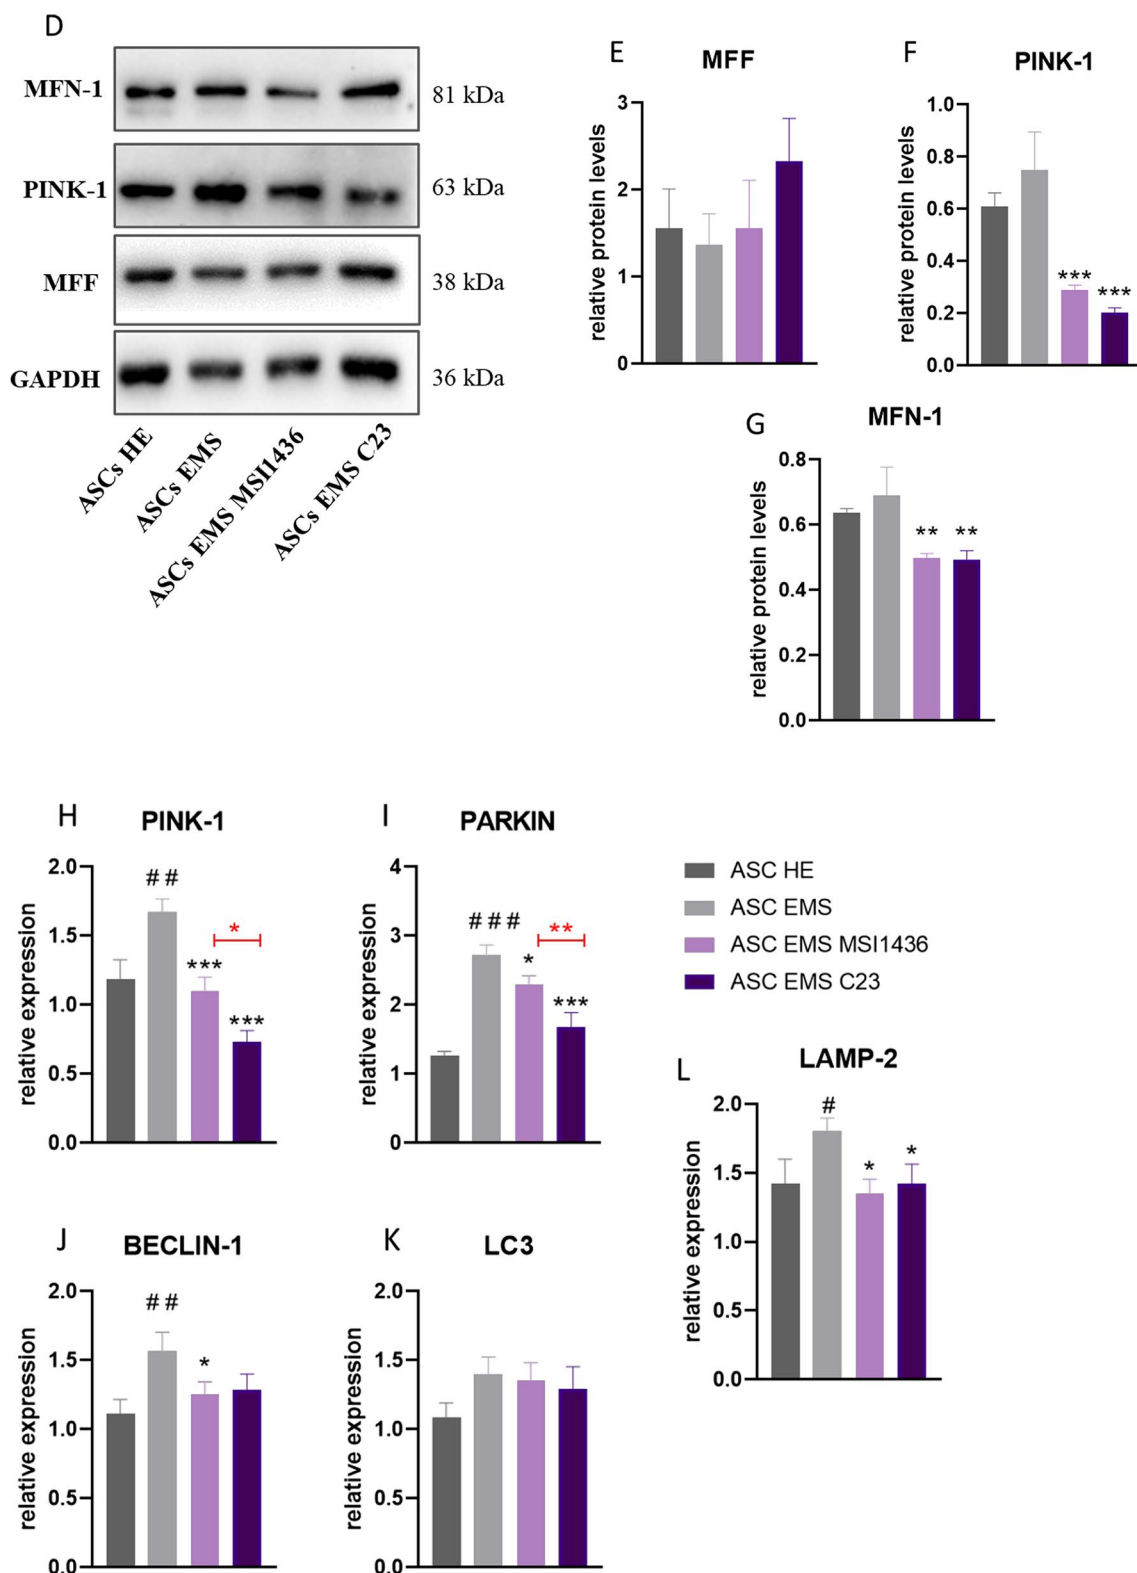 D
MFN-1
81 kDa
PINK-1
63 kDa
MFF
38 kDa
GAPDH
36 kDa
ASCs HE
ASCs EMS
ASCs EMS MSI1436
ASCs EMS C23
E
MFF
relative protein levels
3
2
1
0
F
PINK-1
relative protein levels
1.0
0.8
0.6
0.4
0.2
0.0
***
***
G
MFN-1
relative protein levels
0.8
0.6
0.4
0.2
0.0
**
**
H
PINK-1
relative expression
2.0
1.5
1.0
0.5
0.0
##
***
***
*
I
PARKIN
relative expression
4
3
2
1
0
###
*
***
**
ASC HE
ASC EMS
ASC EMS MSI1436
ASC EMS C23
J
BECLIN-1
relative expression
2.0
1.5
1.0
0.5
0.0
##
*
K
LC3
relative expression
2.0
1.5
1.0
0.5
0.0
L
LAMP-2
relative expression
2.0
1.5
1.0
0.5
0.0
#
*
*